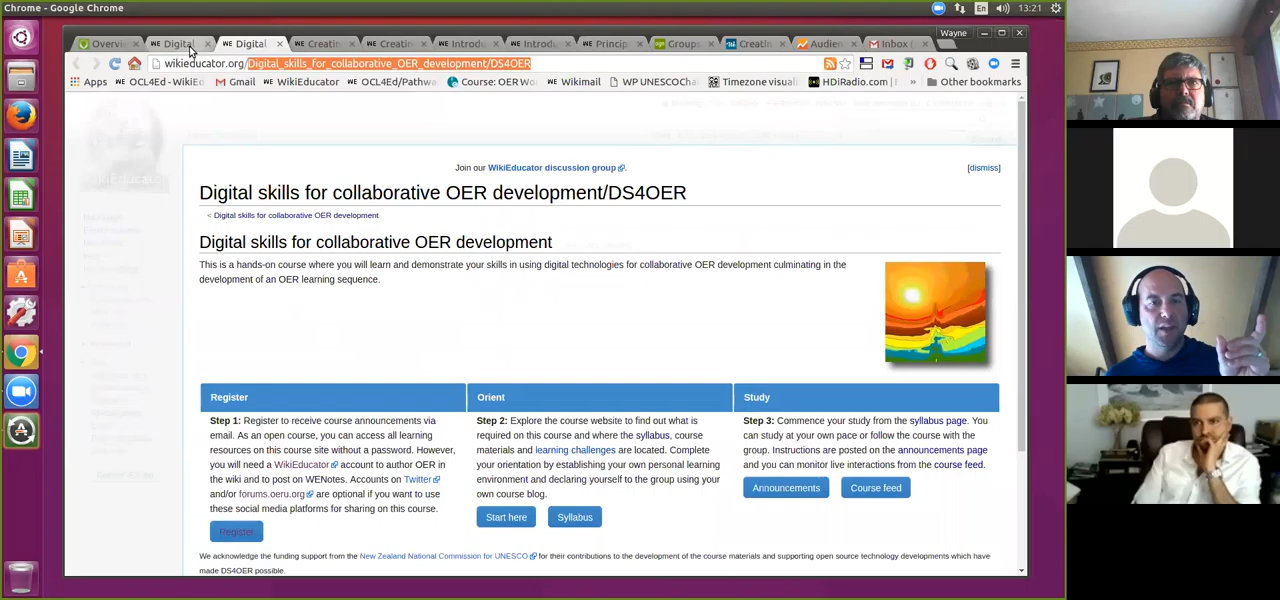 Chrome - Google Chrome
En
13:21
Wayne
Overvie
Digital
Digital
Creatin
Creatin
Introdu
Introdu
Princip
Groups
Creatin
Audien
Inbox (
wikieducator.org/Digital_skills_for_collaborative_OER_development/DS4OER
Apps
OCL4Ed -WikiEd
Gmail
WikiEducator
OCL4Ed/Pathwa
Course: OER Wor
Wikimail
WP UNESCOCha
Timezone visuali
HDiRadio.com /
»
Other bookmarks
Join our WikiEducator discussion group.
[dismiss]
Digital skills for collaborative OER development/DS4OER
< Digital skills for collaborative OER development
Digital skills for collaborative OER development
This is a hands-on course where you will learn and demonstrate your skills in using digital technologies for collaborative OER development culminating in the
development of an OER learning sequence.
Register
Step 1: Register to receive course announcements via
email. As an open course, you can access all learning
resources on this course site without a password. However,
you will need a WikiEducator account to author OER in
the wiki and to post on WENotes. Accounts on Twitter
and/or forums.oeru.org are optional if you want to use
these social media platforms for sharing on this course.
Register
Orient
Step 2: Explore the course website to find out what is
required on this course and where the syllabus, course
materials and learning challenges are located. Complete
your orientation by establishing your own personal learning
environment and declaring yourself to the group using your
own course blog.
Start here
Syllabus
Study
Step 3: Commence your study from the syllabus page. You
can study at your own pace or follow the course with the
group. Instructions are posted on the announcements page
and you can monitor live interactions from the course feed.
Announcements
Course feed
We acknowledge the funding support from the New Zealand National Commission for UNESCO for their contributions to the development of the course materials and supporting open source technology developments which have
made DS4OER possible.